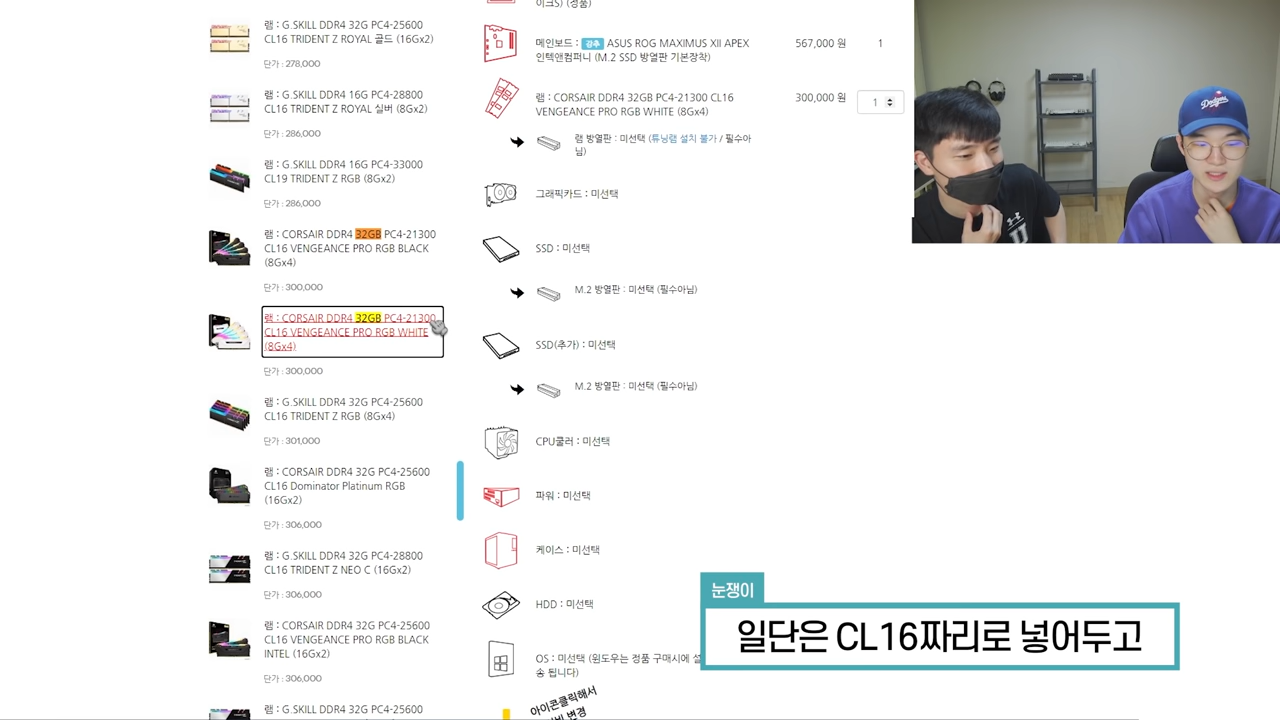 램 : G.SKILL DDR4 32G PC4-25600
CL16 TRIDENT Z ROYAL 골드 (16Gx2)
단가 : 278,000
램 : G.SKILL DDR4 16G PC4-28800
CL16 TRIDENT Z ROYAL 실버 (8Gx2)
단가 : 286,000
램 : G.SKILL DDR4 16G PC4-33000
CL19 TRIDENT Z RGB (8Gx2)
단가 : 286,000
램 : CORSAIR DDR4 32GB PC4-21300
CL16 VENGEANCE PRO RGB BLACK
(8Gx4)
단가 : 300,000
램 : CORSAIR DDR4 32GB PC4-21300
CL16 VENGEANCE PRO RGB WHITE
(8Gx4)
단가 : 300,000
램 : G.SKILL DDR4 32G PC4-25600
CL16 TRIDENT Z RGB (8Gx4)
단가 : 301,000
램 : CORSAIR DDR4 32G PC4-25600
CL16 Dominator Platinum RGB
(16Gx2)
단가 : 306,000
램 : G.SKILL DDR4 32G PC4-28800
CL16 TRIDENT Z NEO C (16Gx2)
단가 : 306,000
램 : CORSAIR DDR4 32G PC4-25600
CL16 VENGEANCE PRO RGB BLACK
INTEL (16Gx2)
단가 : 306,000
램 : G.SKILL DDR4 32G PC4-25600
이크S) (정품)
메인보드 : 강추 ASUS ROG MAXIMUS XII APEX
인텍앤컴퍼니 (M.2 SSD 방열판 기본장착)
567,000 원 1
램 : CORSAIR DDR4 32GB PC4-21300 CL16
VENGEANCE PRO RGB WHITE (8Gx4)
300,000 원 1
램 방열판 : 미선택 (튜닝램 설치 불가 / 필수아
님)
그래픽카드 : 미선택
SSD : 미선택
M.2 방열판 : 미선택 (필수아님)
SSD(추가) : 미선택
M.2 방열판 : 미선택 (필수아님)
CPU쿨러 : 미선택
파워 : 미선택
케이스 : 미선택
HDD : 미선택
OS : 미선택 (윈도우는 정품 구매시에 설
송 됩니다)
아이콘클릭해서
변경
Dodgers
눈쟁이
일단은 CL16짜리로 넣어두고